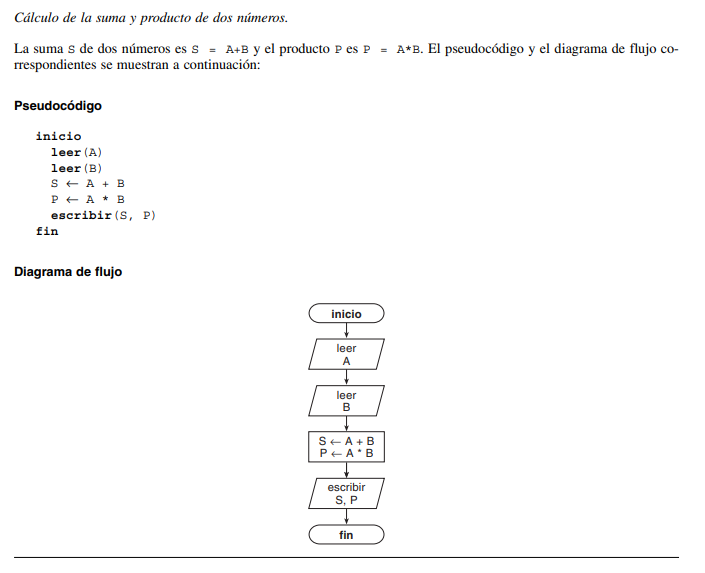 Cálculo de la suma y producto de dos números.
La suma S de dos números es S = A+B y el producto P es P = A*B. El pseudocódigo y el diagrama de flujo co-
rrespondientes se muestran a continuación:
Pseudocódigo
inicio
leer(A)
leer(B)
S ← A + B
P ← A * B
escribir(S, P)
fin
Diagrama de flujo
inicio
leer
A
leer
B
S ← A + B
P ← A * B
escribir
S, P
fin